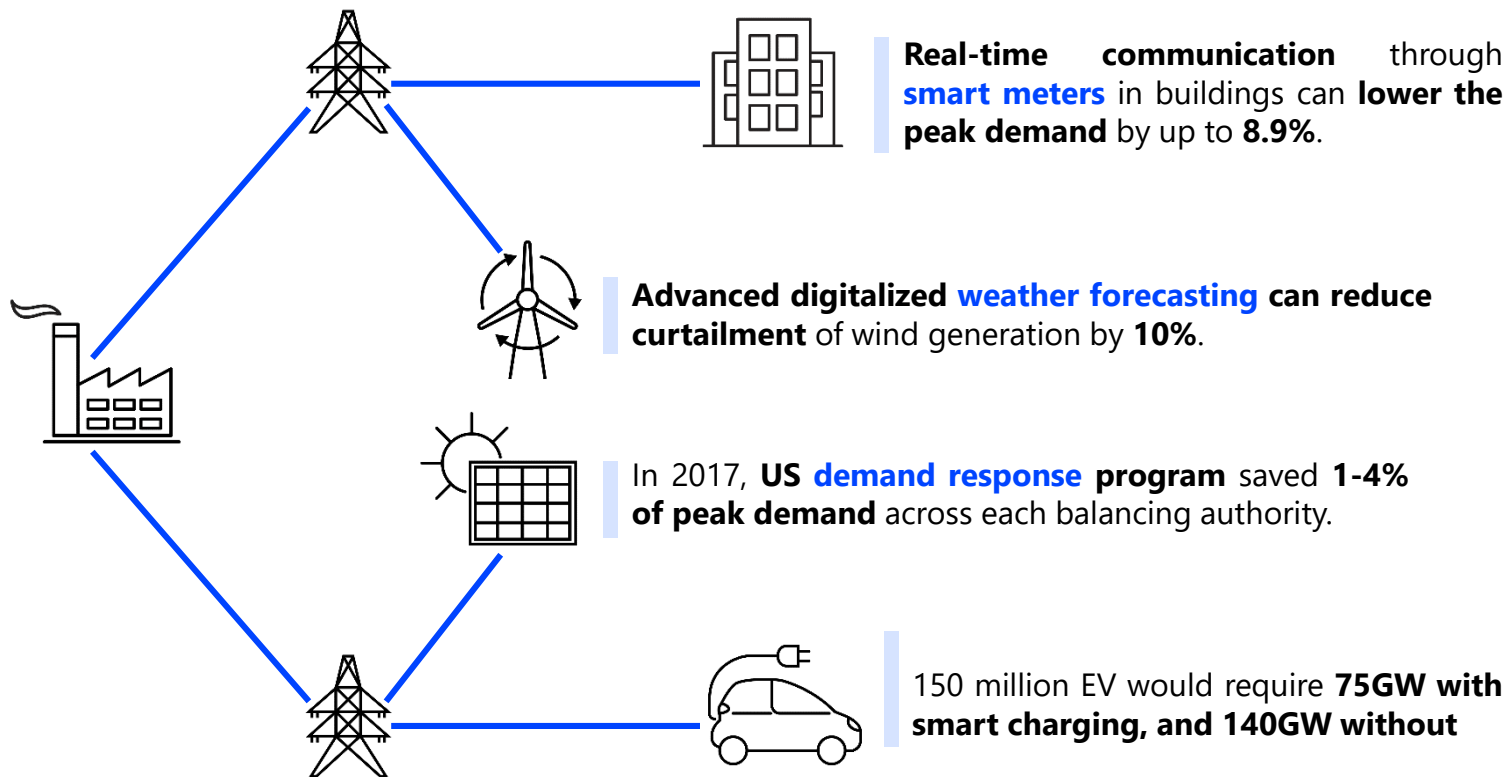 Real-time communication through
smart meters in buildings can lower the
peak demand by up to 8.9%.
Advanced digitalized weather forecasting can reduce
curtailment of wind generation by 10%.
In 2017, US demand response program saved 1-4%
of peak demand across each balancing authority.
150 million EV would require 75GW with
smart charging, and 140GW without